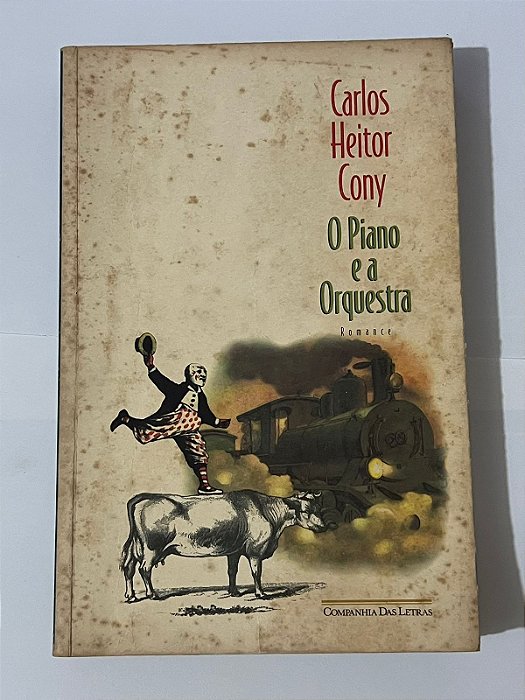 Carlos
Heitor
Cony
O Piano
e a
Orquestra
Romance
COMPANHIA DAS LETRAS